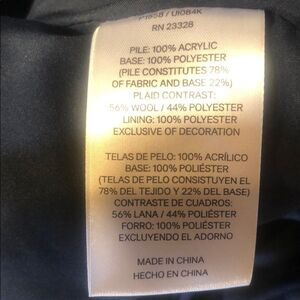 P1858 / UI084K
RN 23328
PILE: 100% ACRYLIC
BASE: 100% POLYESTER
(PILE CONSTITUTES 78%
OF FABRIC AND BASE 22%)
PLAID CONTRAST:
56% WOOL / 44% POLYESTER
LINING: 100% POLYESTER
EXCLUSIVE OF DECORATION
TELAS DE PELO: 100% ACRÍLICO
BASE: 100% POLIÉSTER
(TELAS DE PELO CONSISTUYEN EL
78% DEL TEJIDO Y 22% DEL BASE)
CONTRASTE DE CUADROS:
56% LANA / 44% POLIÉSTER
FORRO: 100% POLIÉSTER
EXCLUYENDO EL ADORNO
MADE IN CHINA
HECHO EN CHINA